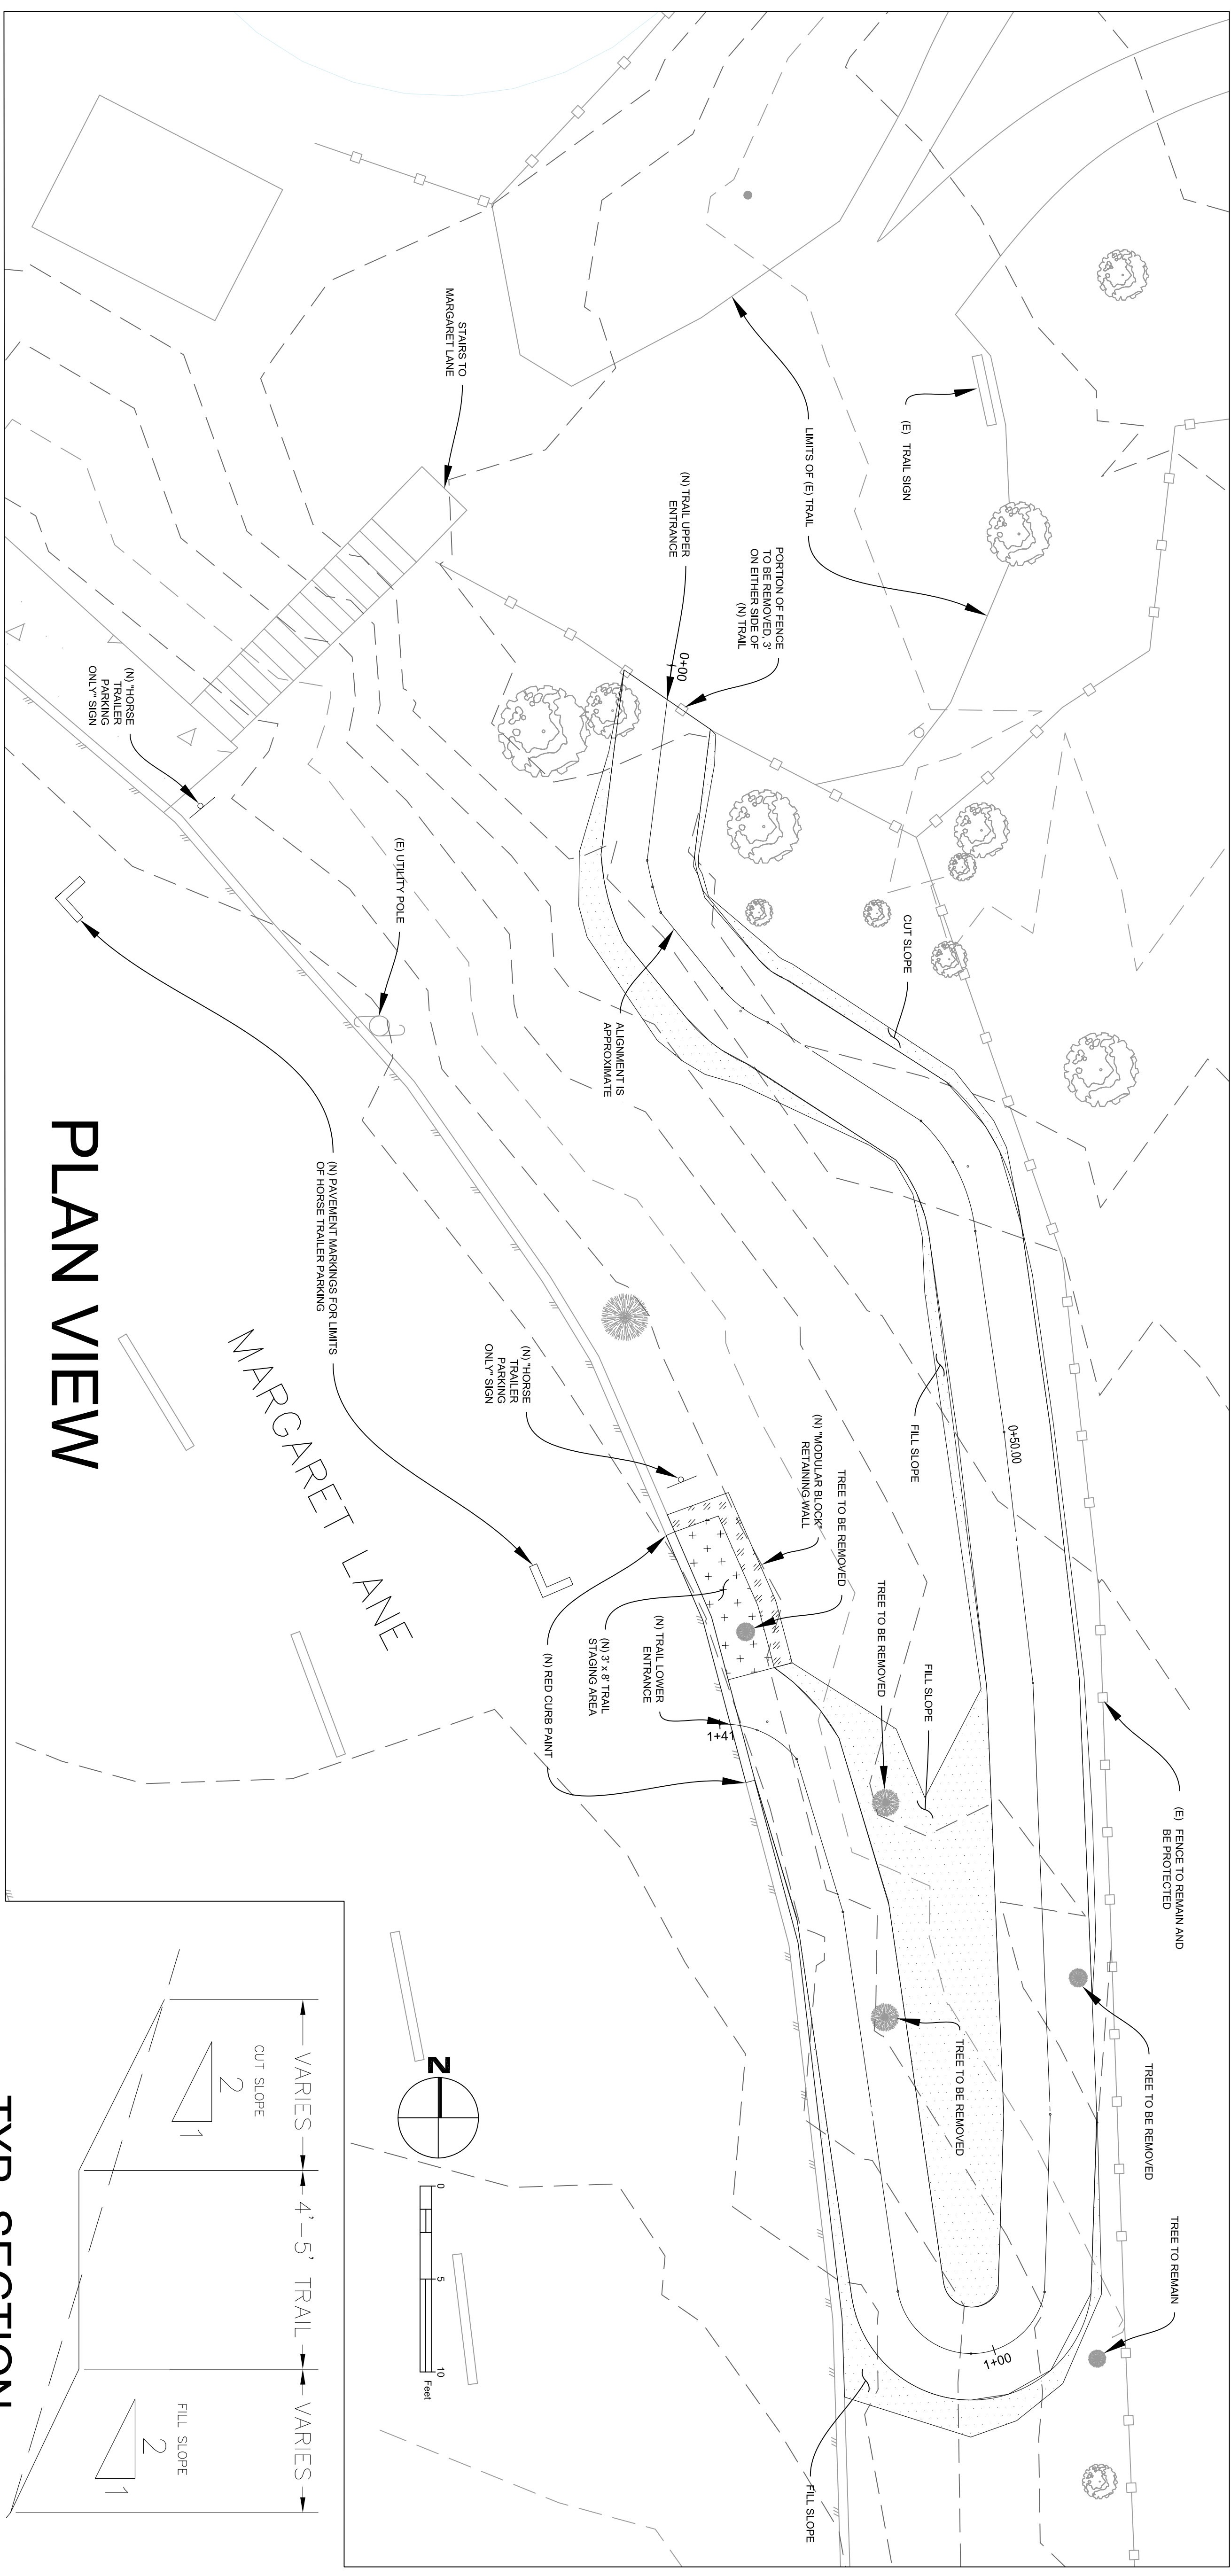 (E) TRAIL SIGN
LIMITS OF (E) TRAIL
STAIRS TO
MARGARET LANE
(N) TRAIL UPPER
ENTRANCE
PORTION OF FENCE
TO BE REMOVED, 3'
ON EITHER SIDE OF
(N) TRAIL
0+00
(N) "HORSE
TRAILER
PARKING
ONLY" SIGN
(E) UTILITY POLE
CUT SLOPE
ALIGNMENT IS
APPROXIMATE
(N) PAVEMENT MARKINGS FOR LIMITS
OF HORSE TRAILER PARKING
PLAN VIEW
MARGARET LANE
FILL SLOPE
0+50.00
(N) "HORSE
TRAILER
PARKING
ONLY" SIGN
(N) "MODULAR BLOCK"
RETAINING WALL
TREE TO BE REMOVED
TREE TO BE REMOVED
FILL SLOPE
(N) TRAIL LOWER
ENTRANCE
(N) 3' x 8' TRAIL
STAGING AREA
(N) RED CURB PAINT
1+41
(E) FENCE TO REMAIN AND
BE PROTECTED
TREE TO BE REMOVED
TREE TO BE REMOVED
TREE TO REMAIN
1+00
FILL SLOPE
N
0 5 10
Feet
VARIES 4'-5' TRAIL VARIES
CUT SLOPE
2
1
FILL SLOPE
2
1
TYP. SECTION